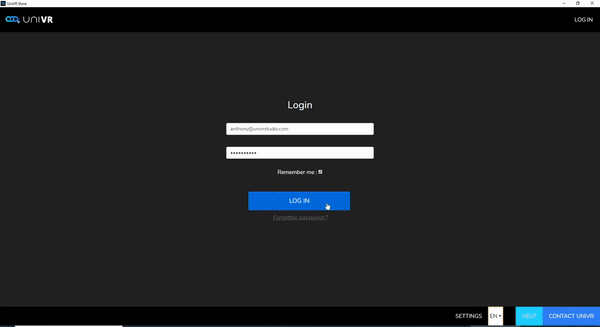 UniVR Store
UNIVR
LOG IN
Login
anthony@univrstudio.com
••••••••••
Remember me :
LOG IN
Forgotten password ?
SETTINGS
EN
HELP
CONTACT UNIVR